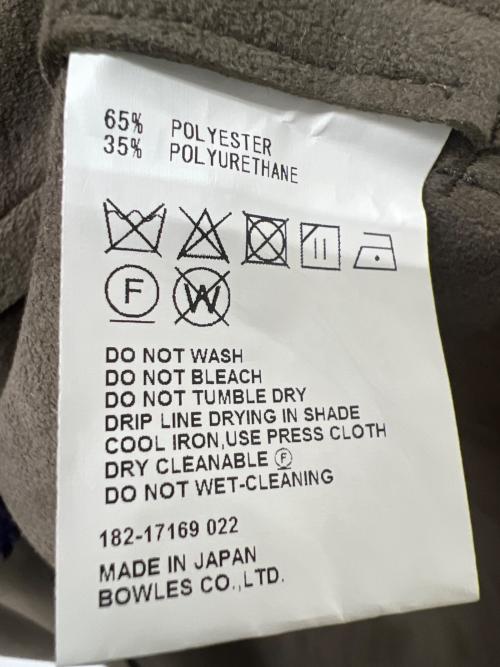 65% POLYESTER
35% POLYURETHANE
F W
DO NOT WASH
DO NOT BLEACH
DO NOT TUMBLE DRY
DRIP LINE DRYING IN SHADE
COOL IRON,USE PRESS CLOTH
DRY CLEANABLE Ⓕ
DO NOT WET-CLEANING
182-17169 022
MADE IN JAPAN
BOWLES CO.,LTD.